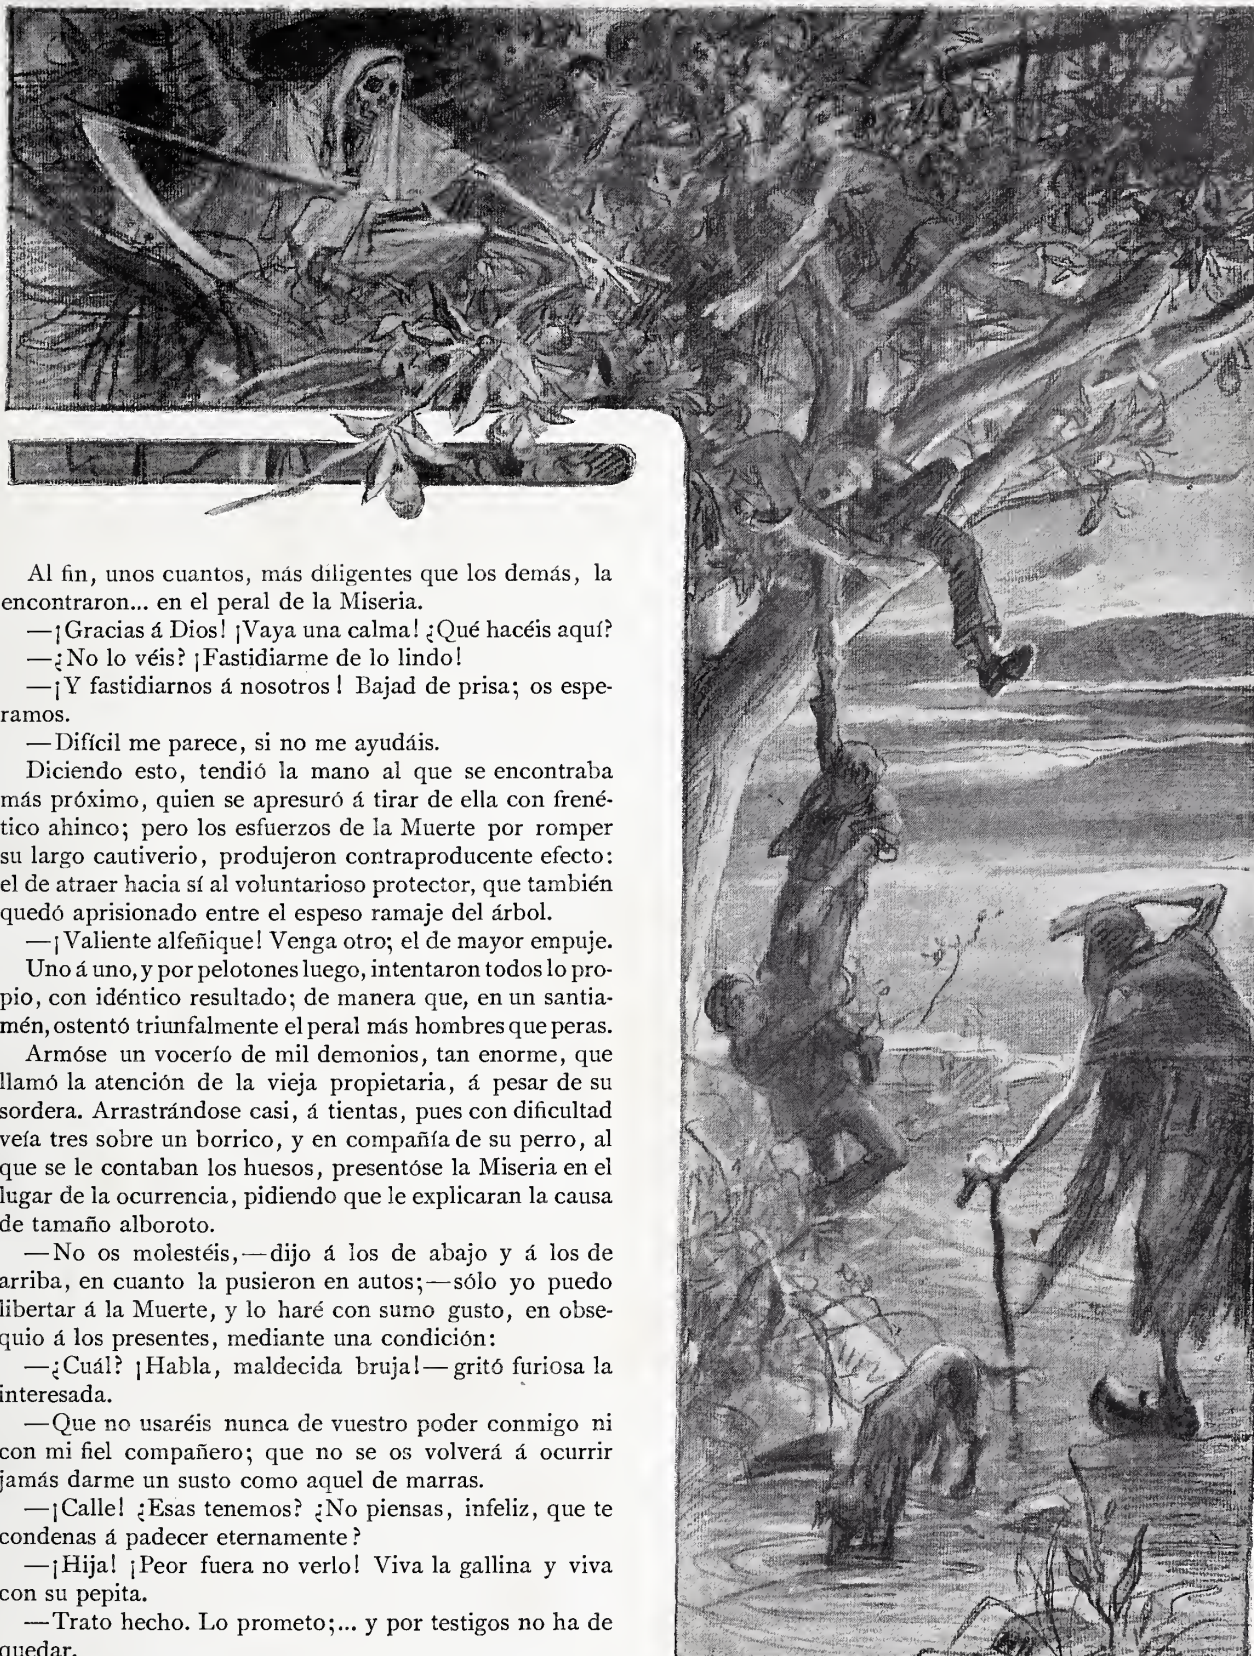 Al fin, unos cuantos, más diligentes que los demás, la
encontraron... en el peral de la Miseria.
—¡Gracias á Dios! ¡Vaya una calma! ¿Qué hacéis aquí?
—¿No lo véis? ¡Fastidiarme de lo lindo!
—¡Y fastidiarnos á nosotros! Bajad de prisa; os espe-
ramos.
—Difícil me parece, si no me ayudáis.
Diciendo esto, tendió la mano al que se encontraba
más próximo, quien se apresuró á tirar de ella con frené-
tico ahinco; pero los esfuerzos de la Muerte por romper
su largo cautiverio, produjeron contraproducente efecto:
el de atraer hacia sí al voluntarioso protector, que también
quedó aprisionado entre el espeso ramaje del árbol.
—¡Valiente alfeñique! Venga otro; el de mayor empuje.
Uno á uno, y por pelotones luego, intentaron todos lo pro-
pio, con idéntico resultado; de manera que, en un santia-
mén, ostentó triunfalmente el peral más hombres que peras.
Armóse un vocerío de mil demonios, tan enorme, que
llamó la atención de la vieja propietaria, á pesar de su
sordera. Arrastrándose casi, á tientas, pues con dificultad
veía tres sobre un borrico, y en compañía de su perro, al
que se le contaban los huesos, presentóse la Miseria en el
lugar de la ocurrencia, pidiendo que le explicaran la causa
de tamaño alboroto.
—No os molestéis,—dijo á los de abajo y á los de
arriba, en cuanto la pusieron en autos;—sólo yo puedo
libertar á la Muerte, y lo haré con sumo gusto, en obse-
quio á los presentes, mediante una condición:
—¿Cuál? ¡Habla, maldecida bruja!—gritó furiosa la
interesada.
—Que no usaréis nunca de vuestro poder conmigo ni
con mi fiel compañero; que no se os volverá á ocurrir
jamás darme un susto como aquel de marras.
—¡Calle! ¿Esas tenemos? ¿No piensas, infeliz, que te
condenas á padecer eternamente?
—¡Hija! ¡Peor fuera no verlo! Viva la gallina y viva
con su pepita.
—Trato hecho. Lo prometo;... y por testigos no ha de
quedar.